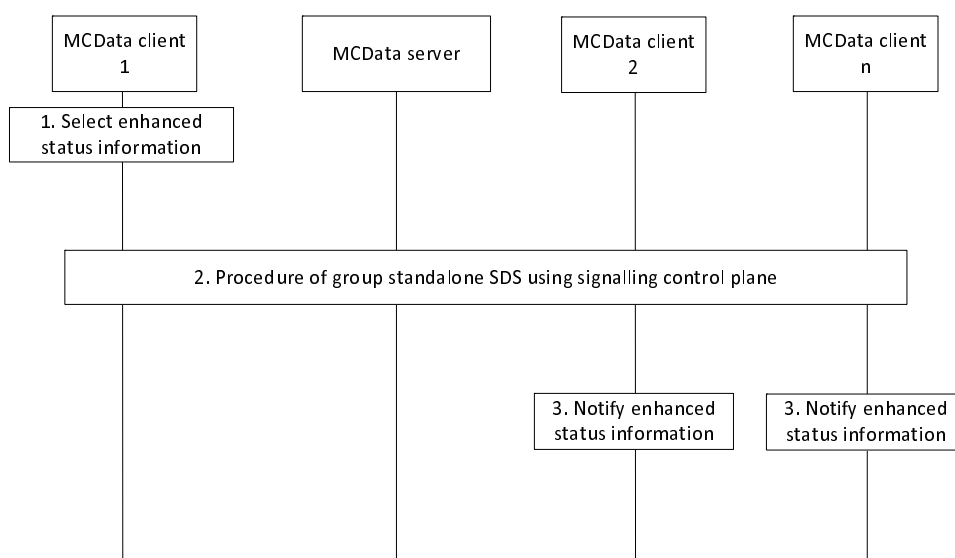 MCData client
1
MCData server
MCData client
2
MCData client
n
1. Select enhanced
status information
2. Procedure of group standalone SDS using signalling control plane
3. Notify enhanced
status information
3. Notify enhanced
status information